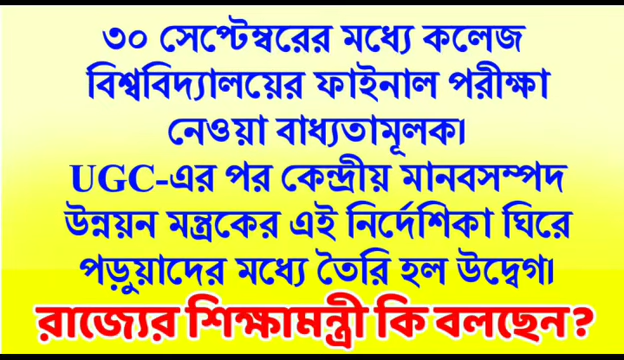 ৩০ সেপ্টেম্বরের মধ্যে কলেজ
বিশ্ববিদ্যালয়ের ফাইনাল পরীক্ষা
নেওয়া বাধ্যতামূলক।
UGC-এর পর কেন্দ্রীয় মানবসম্পদ
উন্নয়ন মন্ত্রকের এই নির্দেশিকা ঘিরে
পড়ুয়াদের মধ্যে তৈরি হল উদ্বেগ।
রাজ্যের শিক্ষামন্ত্রী কি বলছেন?